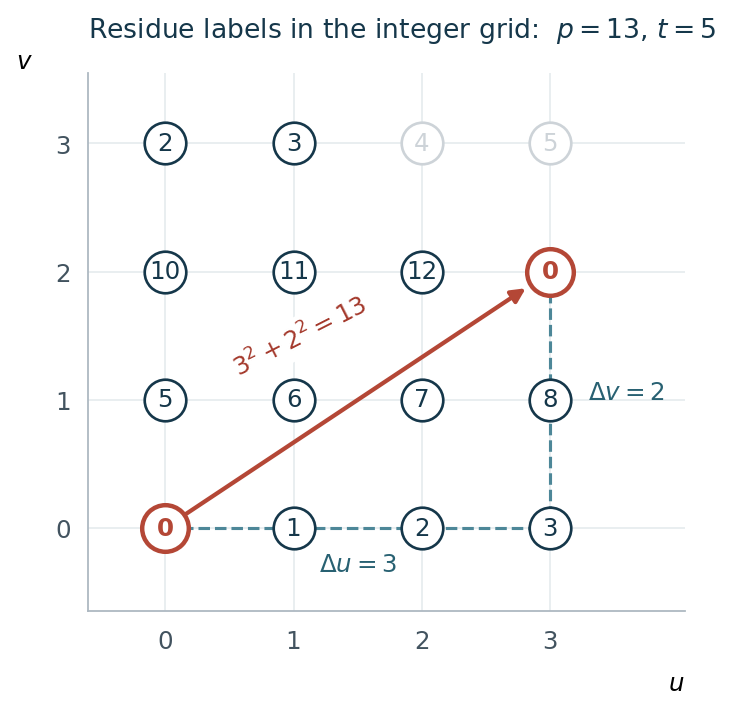 Residue labels in the integer grid: p = 13, t = 5
v
3 2 3 4 5
2 10 11 12 0
3² + 2² = 13
1 5 6 7 8 Δv = 2
0 0 1 2 3
Δu = 3
0 1 2 3
u